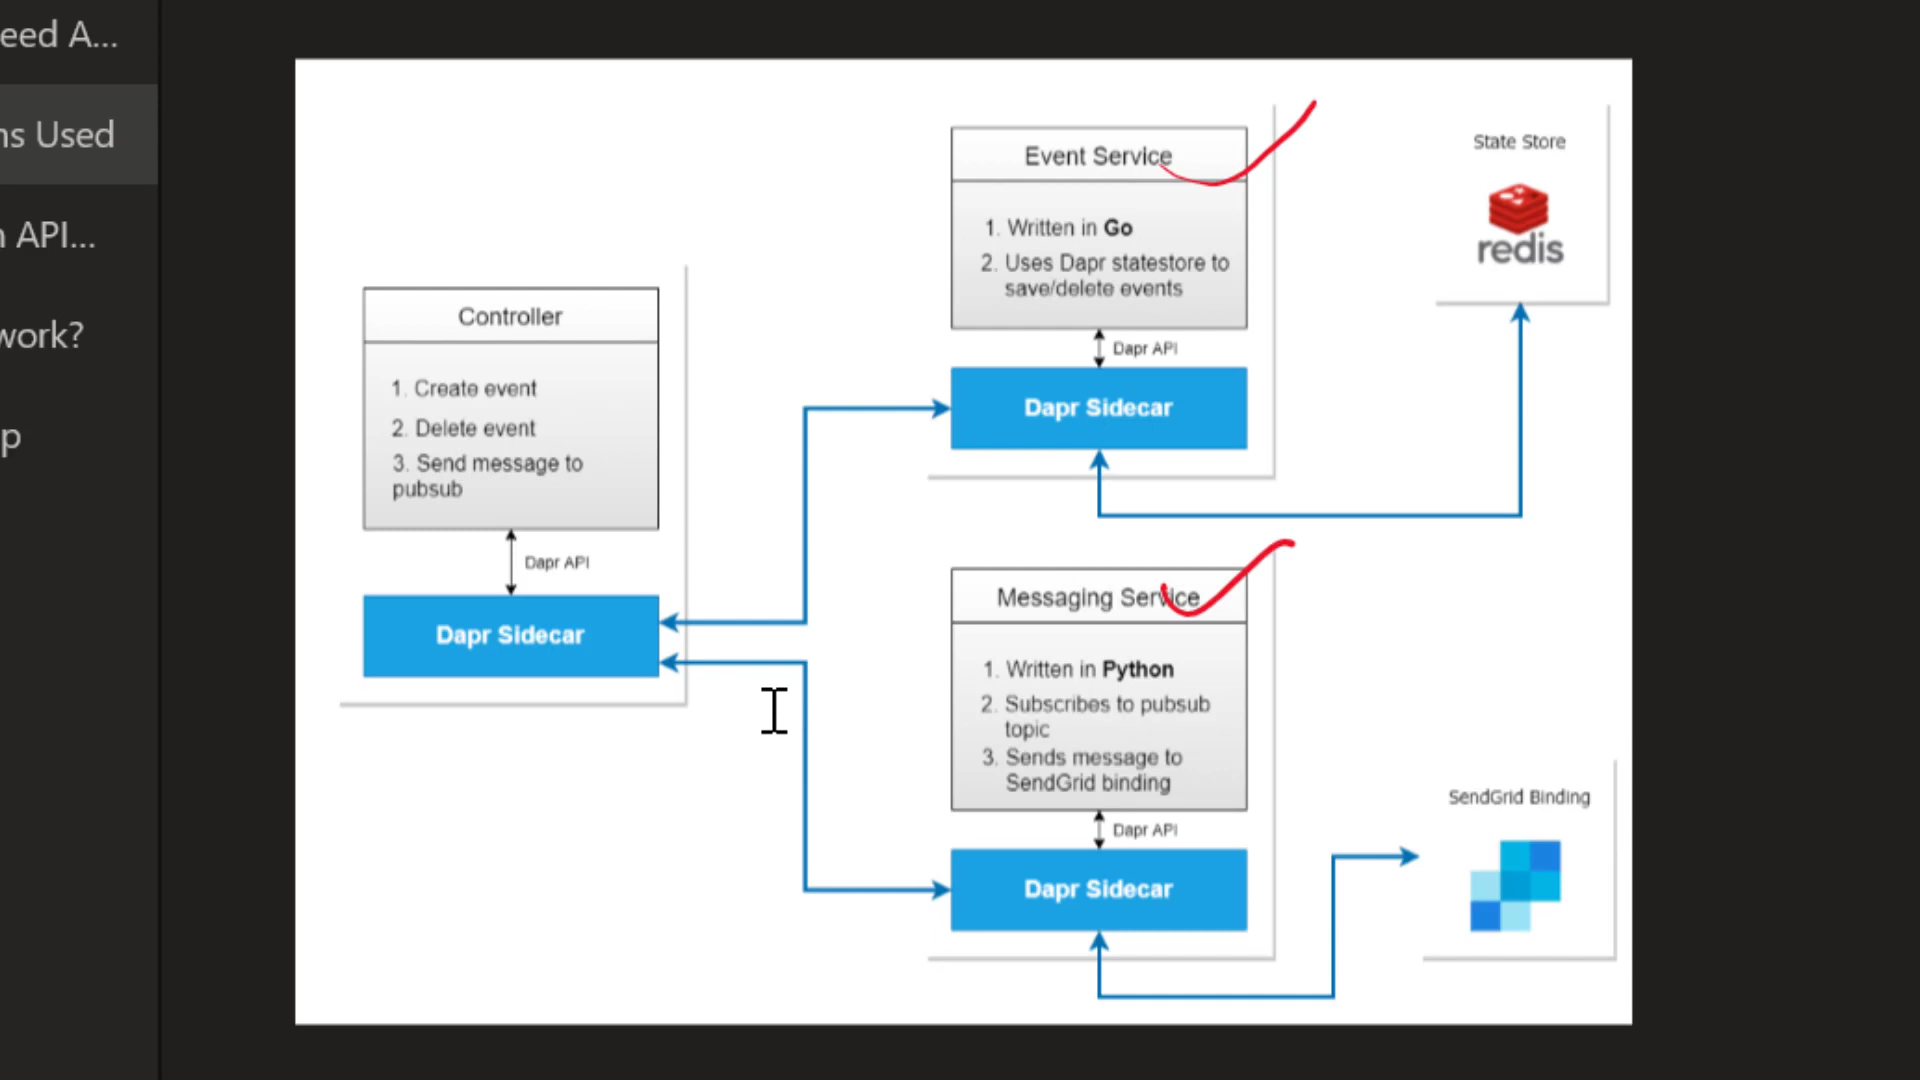 eed A...
ns Used
API...
work?
p
Controller
1. Create event
2. Delete event
3. Send message to
pubsub
Dapr API
Dapr Sidecar
Event Service
1. Written in Go
2. Uses Dapr statestore to
save/delete events
Dapr API
Dapr Sidecar
State Store
redis
Messaging Service
1. Written in Python
2. Subscribes to pubsub
topic
3. Sends message to
SendGrid binding
Dapr API
Dapr Sidecar
SendGrid Binding